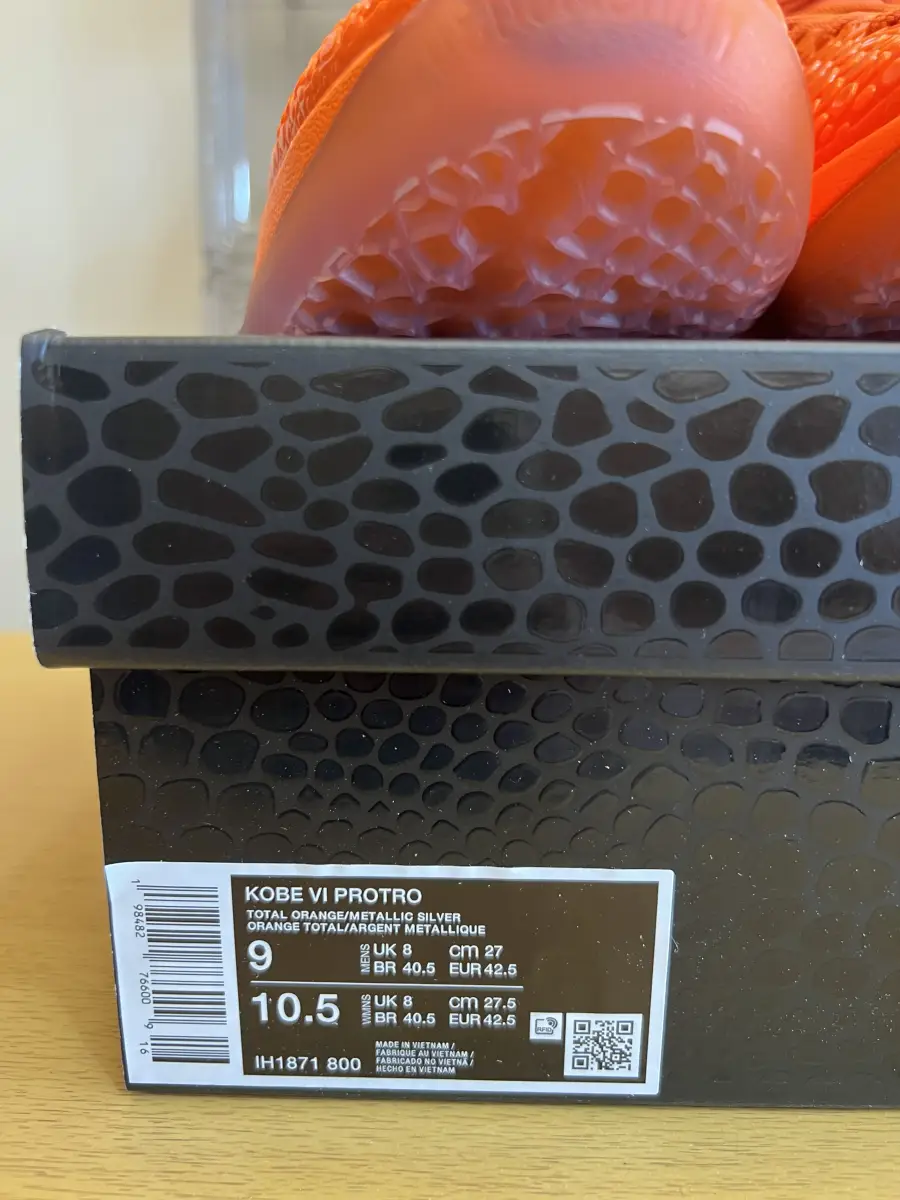 KOBE VI PROTRO
TOTAL ORANGE/METALLIC SILVER
ORANGE TOTAL/ARGENT METALLIQUE
9 MENS UK 8 CM 27
BR 40.5 EUR 42.5
10.5 WMNS UK 8 CM 27.5
BR 40.5 EUR 42.5
IH1871 800
MADE IN VIETNAM /
FABRIQUE AU VIETNAM /
FABRICADO NO VIETNÃ /
HECHO EN VIETNAM
RFID
1 98482 76600 9 16